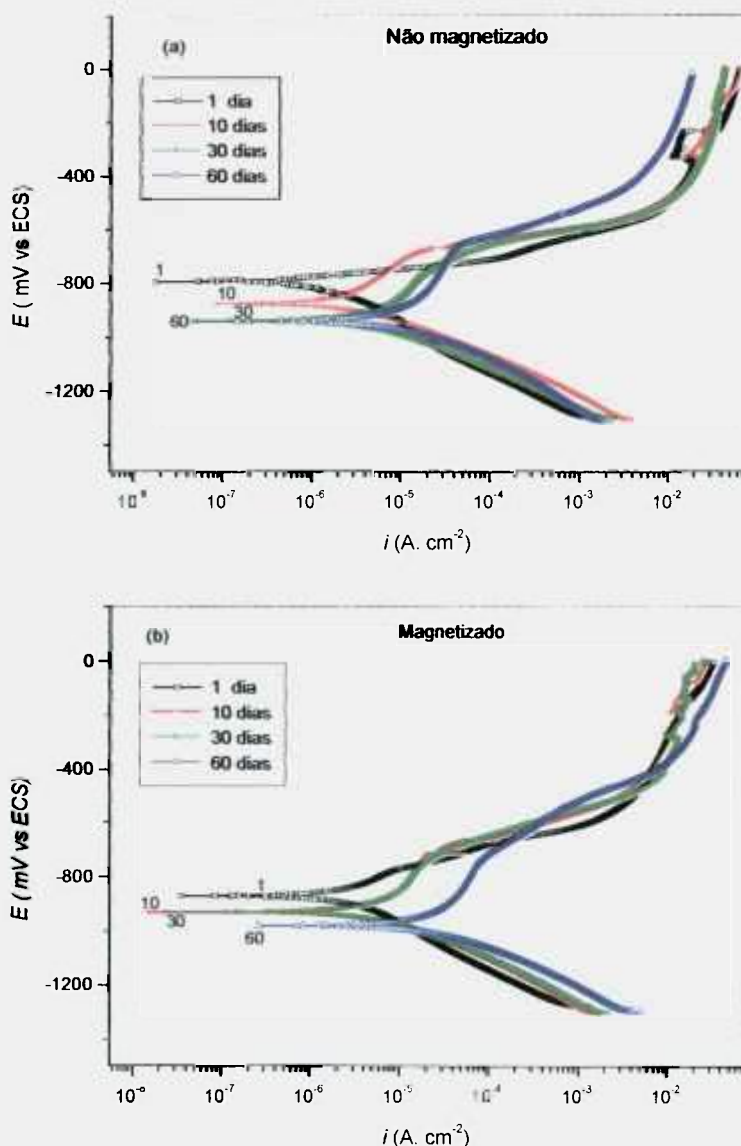 (a)
Não magnetizado
1 dia
10 dias
30 dias
60 dias
E ( mV vs ECS)
0
-400
-800
-1200
1
10
30
60
10⁻⁷
10⁻⁶
10⁻⁵
10⁻⁴
10⁻³
10⁻²
i (A. cm⁻²)
(b)
Magnetizado
1 dia
10 dias
30 dias
60 dias
E ( mV vs ECS)
0
-400
-800
-1200
1
10
30
60
10⁻⁷
10⁻⁶
10⁻⁵
10⁻⁴
10⁻³
10⁻²
i (A. cm⁻²)